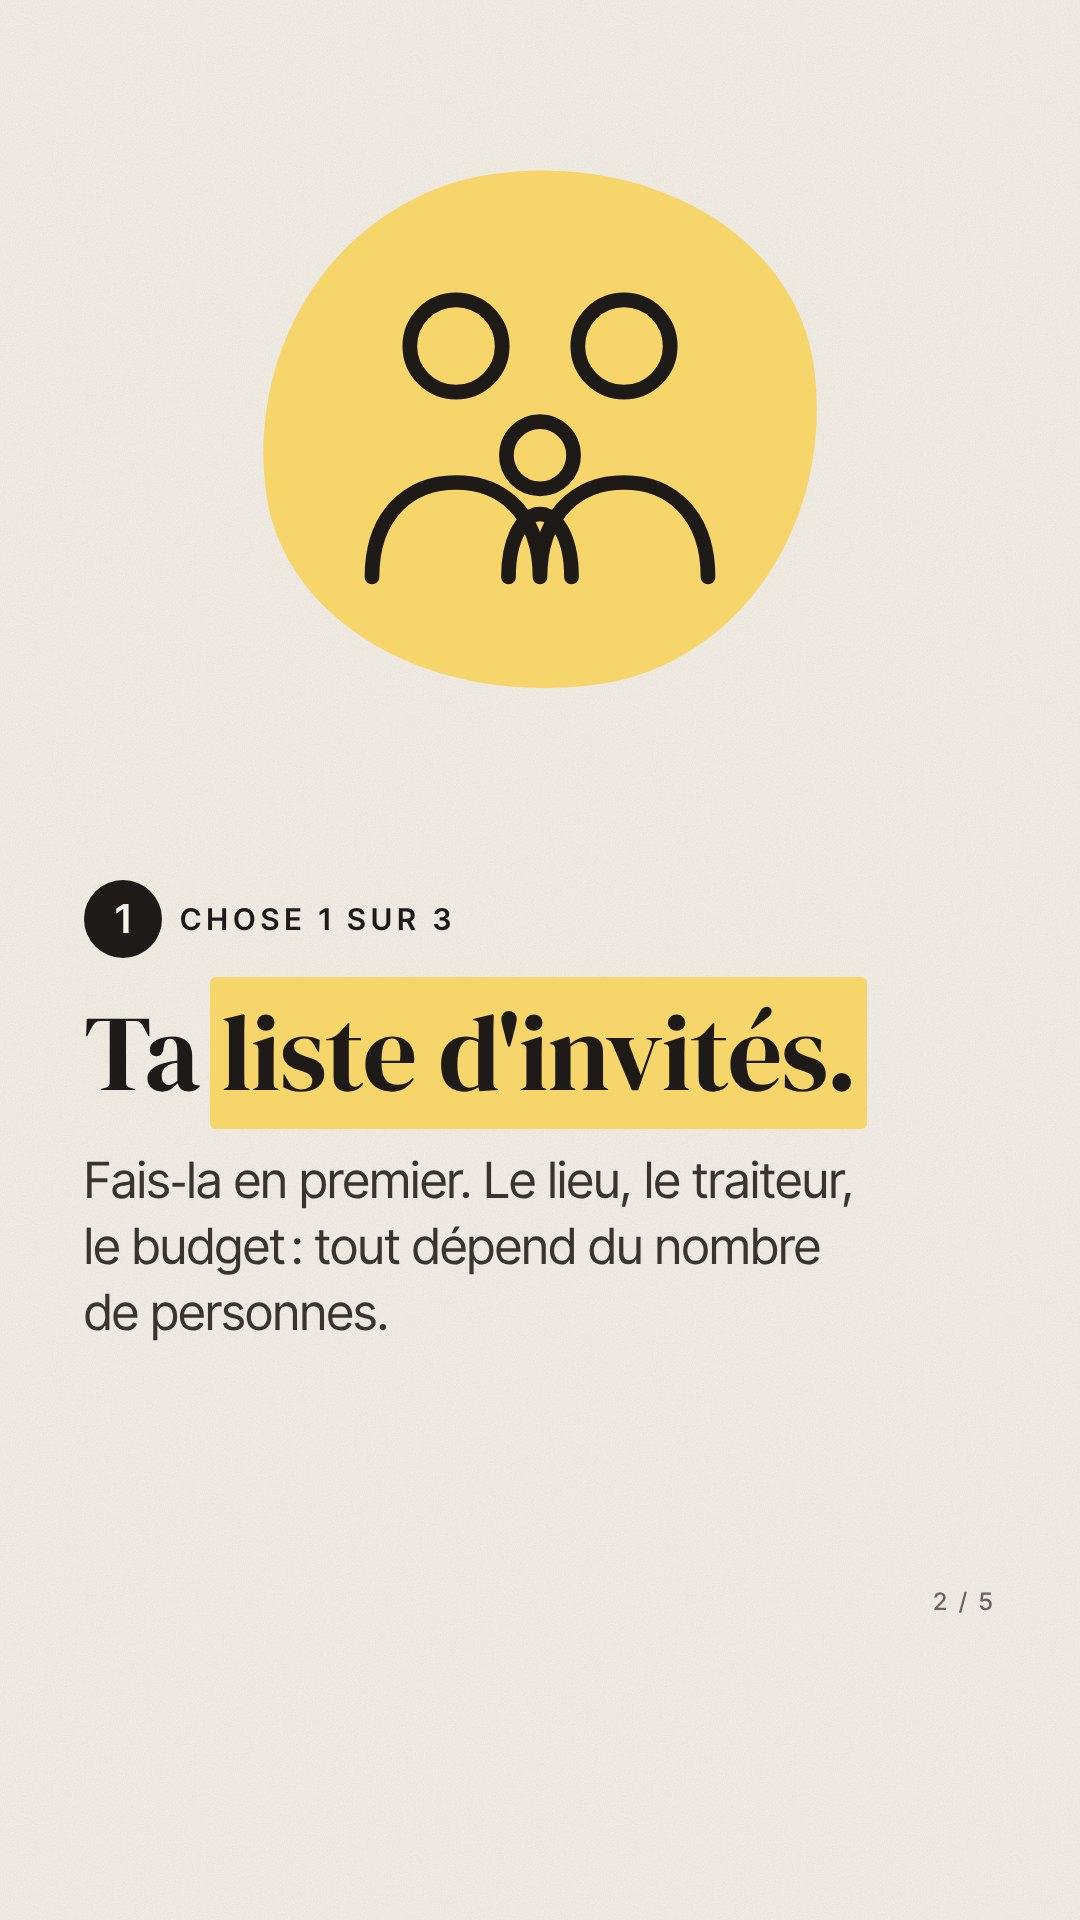 1 CHOSE 1 SUR 3
Ta liste d'invités.
Fais-la en premier. Le lieu, le traiteur,
le budget : tout dépend du nombre
de personnes.
2 / 5